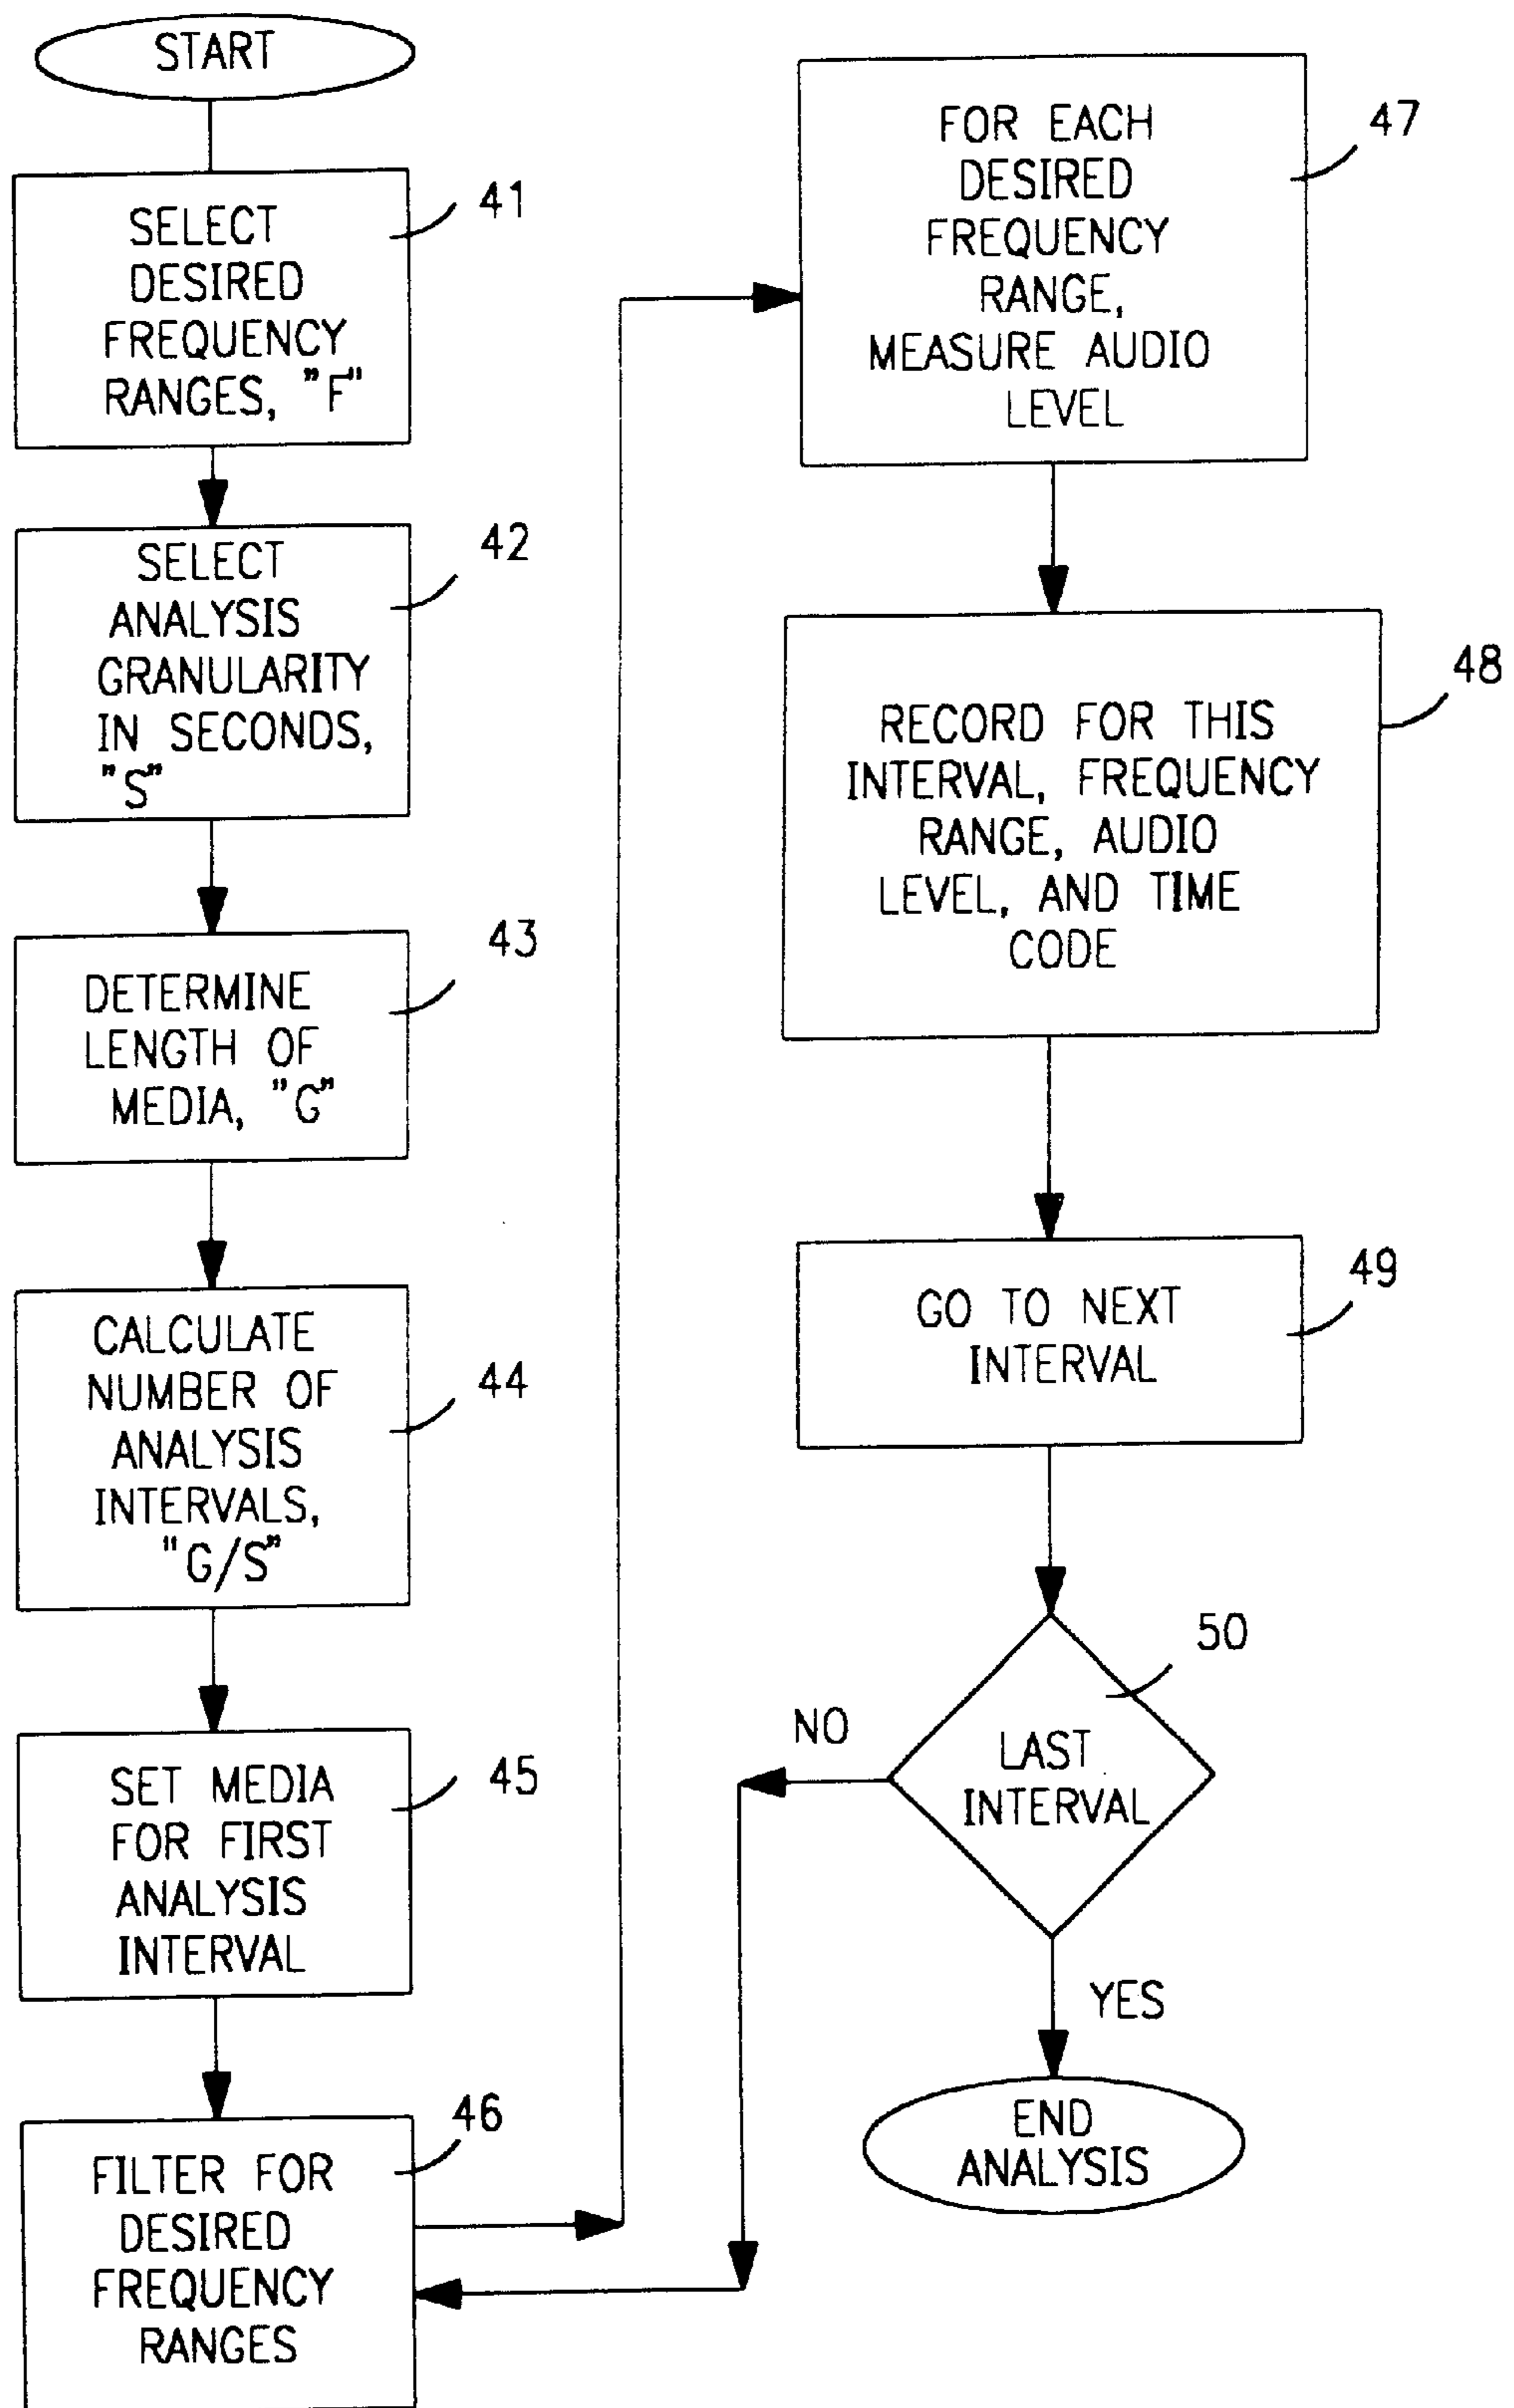 START
41
SELECT
DESIRED
FREQUENCY
RANGES, "F"
42
SELECT
ANALYSIS
GRANULARITY
IN SECONDS,
"S"
43
DETERMINE
LENGTH OF
MEDIA, "G"
44
CALCULATE
NUMBER OF
ANALYSIS
INTERVALS,
"G/S"
45
SET MEDIA
FOR FIRST
ANALYSIS
INTERVAL
46
FILTER FOR
DESIRED
FREQUENCY
RANGES
47
FOR EACH
DESIRED
FREQUENCY
RANGE,
MEASURE AUDIO
LEVEL
48
RECORD FOR THIS
INTERVAL, FREQUENCY
RANGE, AUDIO
LEVEL, AND TIME
CODE
49
GO TO NEXT
INTERVAL
50
LAST
INTERVAL
NO
YES
END
ANALYSIS